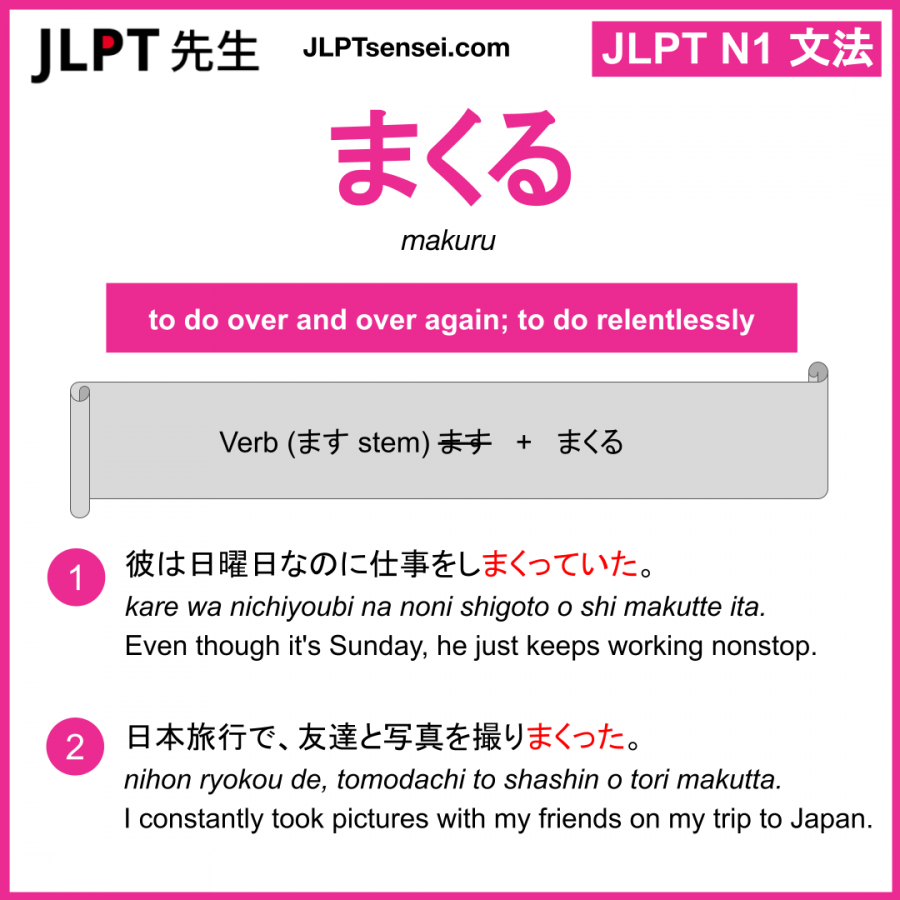 JLPT 先生 JLPTsensei.com JLPT N1 文法
まくる
makuru
to do over and over again; to do relentlessly
Verb (ます stem) ます + まくる
1 彼は日曜日なのに仕事をしまくっていた。
kare wa nichiyoubi na noni shigoto o shi makutte ita.
Even though it's Sunday, he just keeps working nonstop.
2 日本旅行で、友達と写真を撮りまくった。
nihon ryokou de, tomodachi to shashin o tori makutta.
I constantly took pictures with my friends on my trip to Japan.